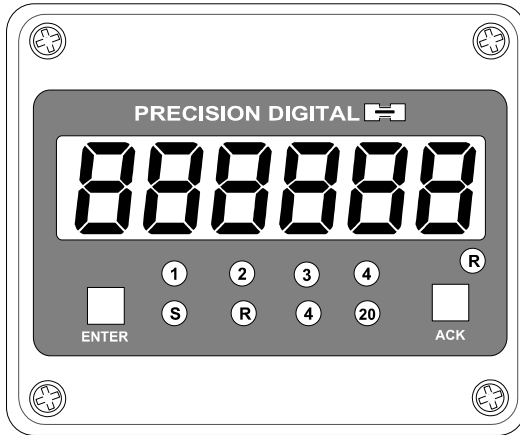 PRECISION DIGITAL
888888
R
1 2 3 4
S R 4 20
ENTER
ACK